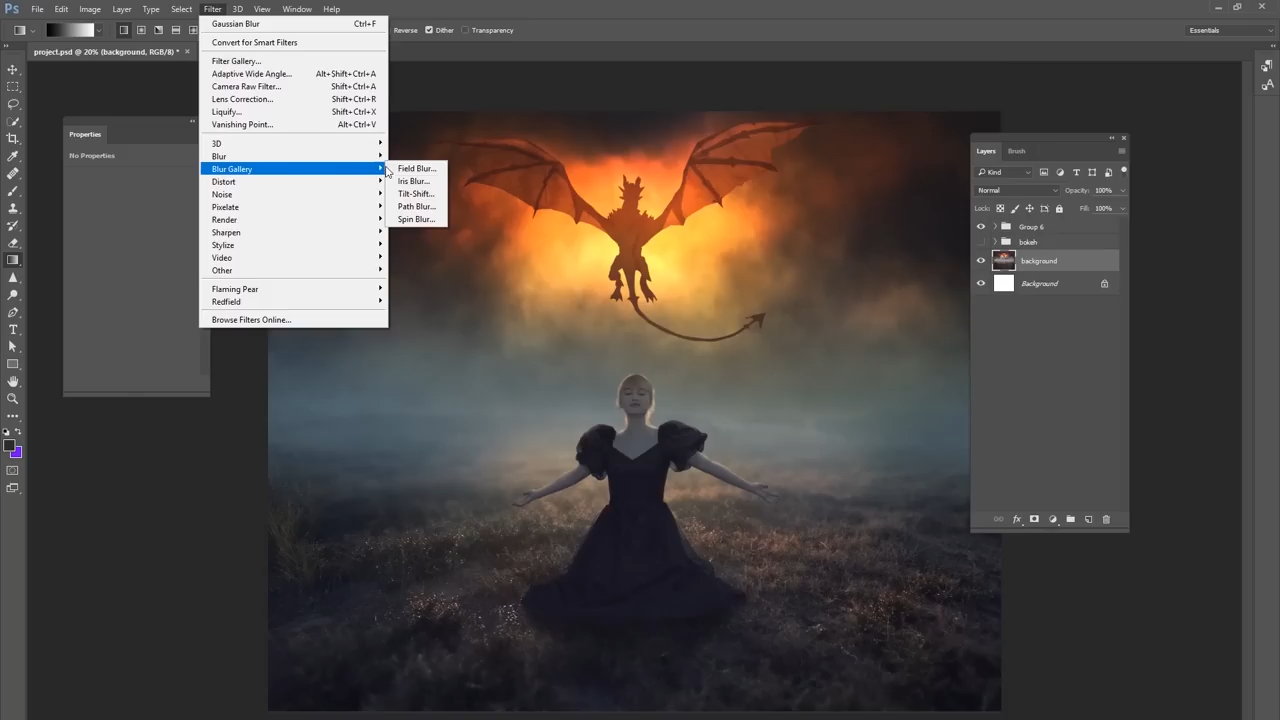 Ps File Edit Image Layer Type Select Filter 3D View Window Help
Reverse Dither Transparency Essentials
project.psd @ 20% (background, RGB/8) * ×
Gaussian Blur Ctrl+F
Convert for Smart Filters
Filter Gallery...
Adaptive Wide Angle... Alt+Shift+Ctrl+A
Camera Raw Filter... Shift+Ctrl+A
Lens Correction... Shift+Ctrl+R
Liquify... Shift+Ctrl+X
Vanishing Point... Alt+Ctrl+V
3D
Blur
Blur Gallery
Distort
Noise
Pixelate
Render
Sharpen
Stylize
Video
Other
Flaming Pear
Redfield
Browse Filters Online...
Field Blur...
Iris Blur...
Tilt-Shift...
Path Blur...
Spin Blur...
Properties
No Properties
Layers Brush
Kind
Normal Opacity: 100%
Lock: Fill: 100%
Group 6
bokeh
background
Background
fx